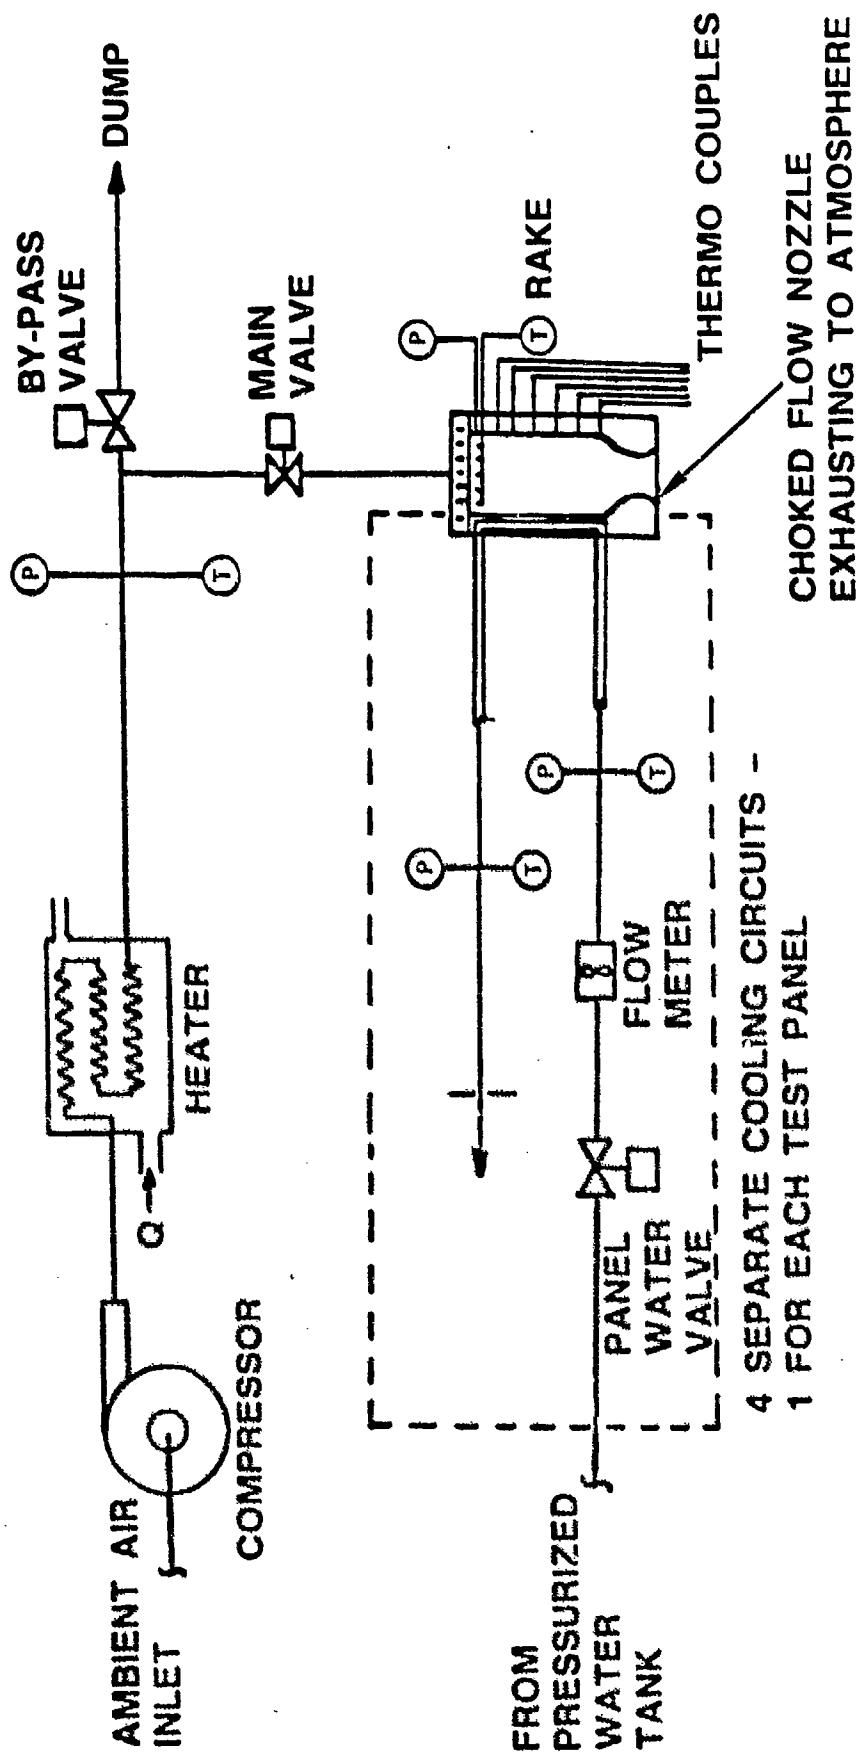 AMBIENT AIR
INLET
COMPRESSOR
Q
HEATER
P
T
BY-PASS
VALVE
DUMP
MAIN
VALVE
P
T
RAKE
THERMO COUPLES
CHOKED FLOW NOZZLE
EXHAUSTING TO ATMOSPHERE
P
T
P
T
FLOW
METER
PANEL
WATER
VALVE
FROM
PRESSURIZED
WATER
TANK
4 SEPARATE COOLING CIRCUITS -
1 FOR EACH TEST PANEL